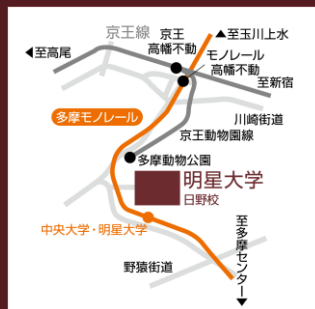 京王線
京王
高幡不動
▲至玉川上水
◀至高尾
モノレール
高幡不動
至新宿
川崎街道
多摩モノレール
京王動物園線
多摩動物公園
明星大学
日野校
中央大学・明星大学
野猿街道
至多摩センター▶